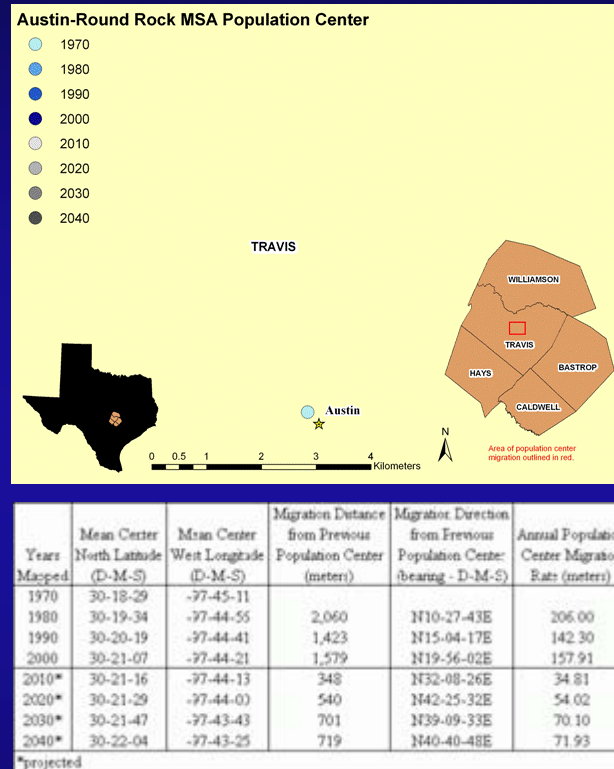 Austin-Round Rock MSA Population Center
1970
1980
1990
2000
2010
2020
2030
2040
TRAVIS
WILLIAMSON
TRAVIS
HAYS
BASTROP
CALDWELL
Austin
N
0 0.5 1 2 3 4
Kilometers
Area of population center
migration outlined in red.
Migration Distance Migration Direction
Mean Center Mean Center from Previous from Previous Annual Populatio
Years North Latitude West Longitude Population Center Population Center Center Migratio
Mapped (D-M-S) (D-M-S) (meters) (bearing - D-M-S) Rate (meters)
1970 30-18-29 -97-45-11
1980 30-19-34 -97-44-56 2,060 N10-27-43E 206.00
1990 30-20-19 -97-44-41 1,423 N15-04-17E 142.30
2000 30-21-07 -97-44-21 1,579 N19-56-02E 157.91
2010* 30-21-16 -97-44-13 348 N32-08-26E 34.81
2020* 30-21-29 -97-44-00 540 N42-25-32E 54.02
2030* 30-21-47 -97-43-43 701 N39-09-33E 70.10
2040* 30-22-04 -97-43-25 719 N40-40-48E 71.93
*projected